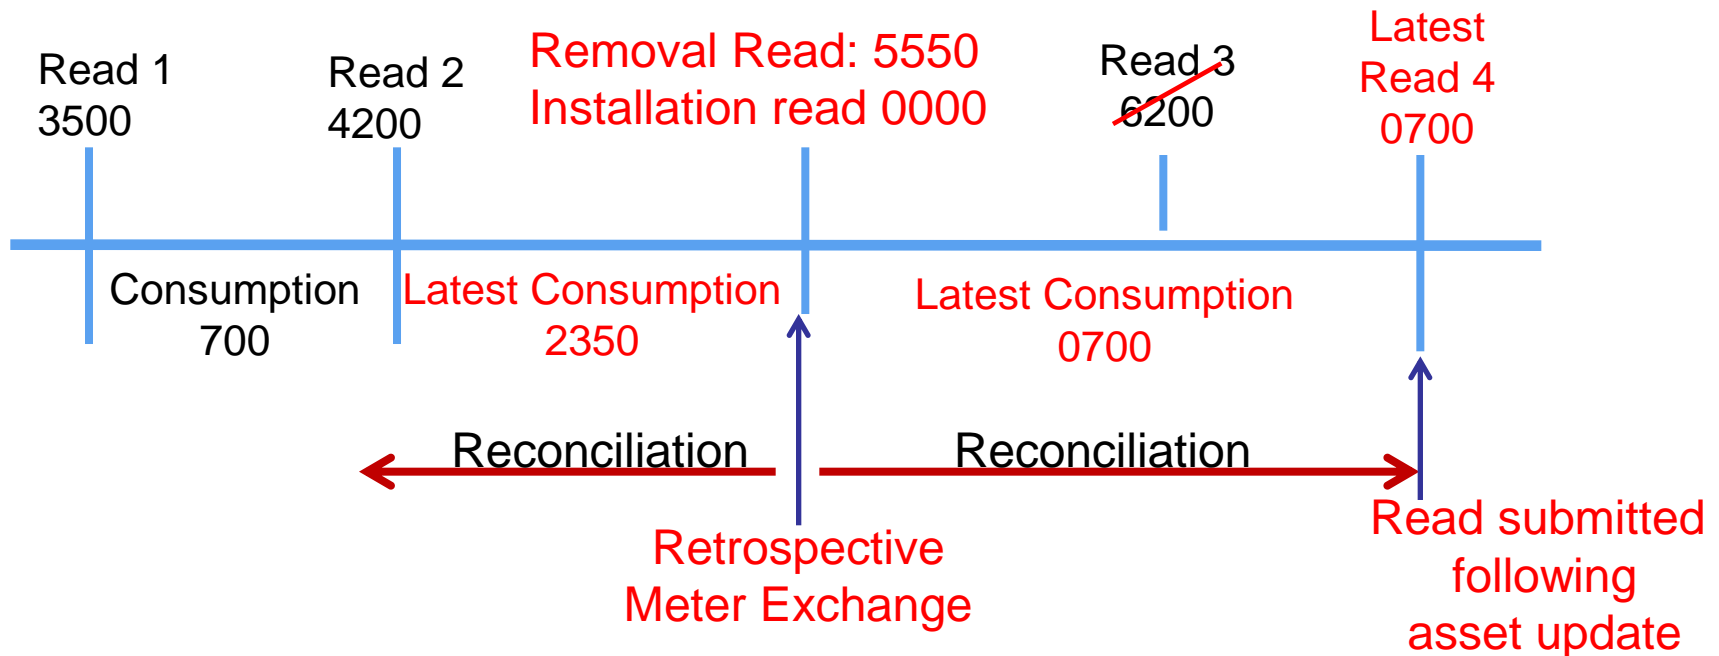 Read 1
3500
Read 2
4200
Removal Read: 5550
Installation read 0000
Read 3
6200
Latest
Read 4
0700
Consumption
700
Latest Consumption
2350
Latest Consumption
0700
Reconciliation
Reconciliation
Retrospective
Meter Exchange
Read submitted
following
asset update